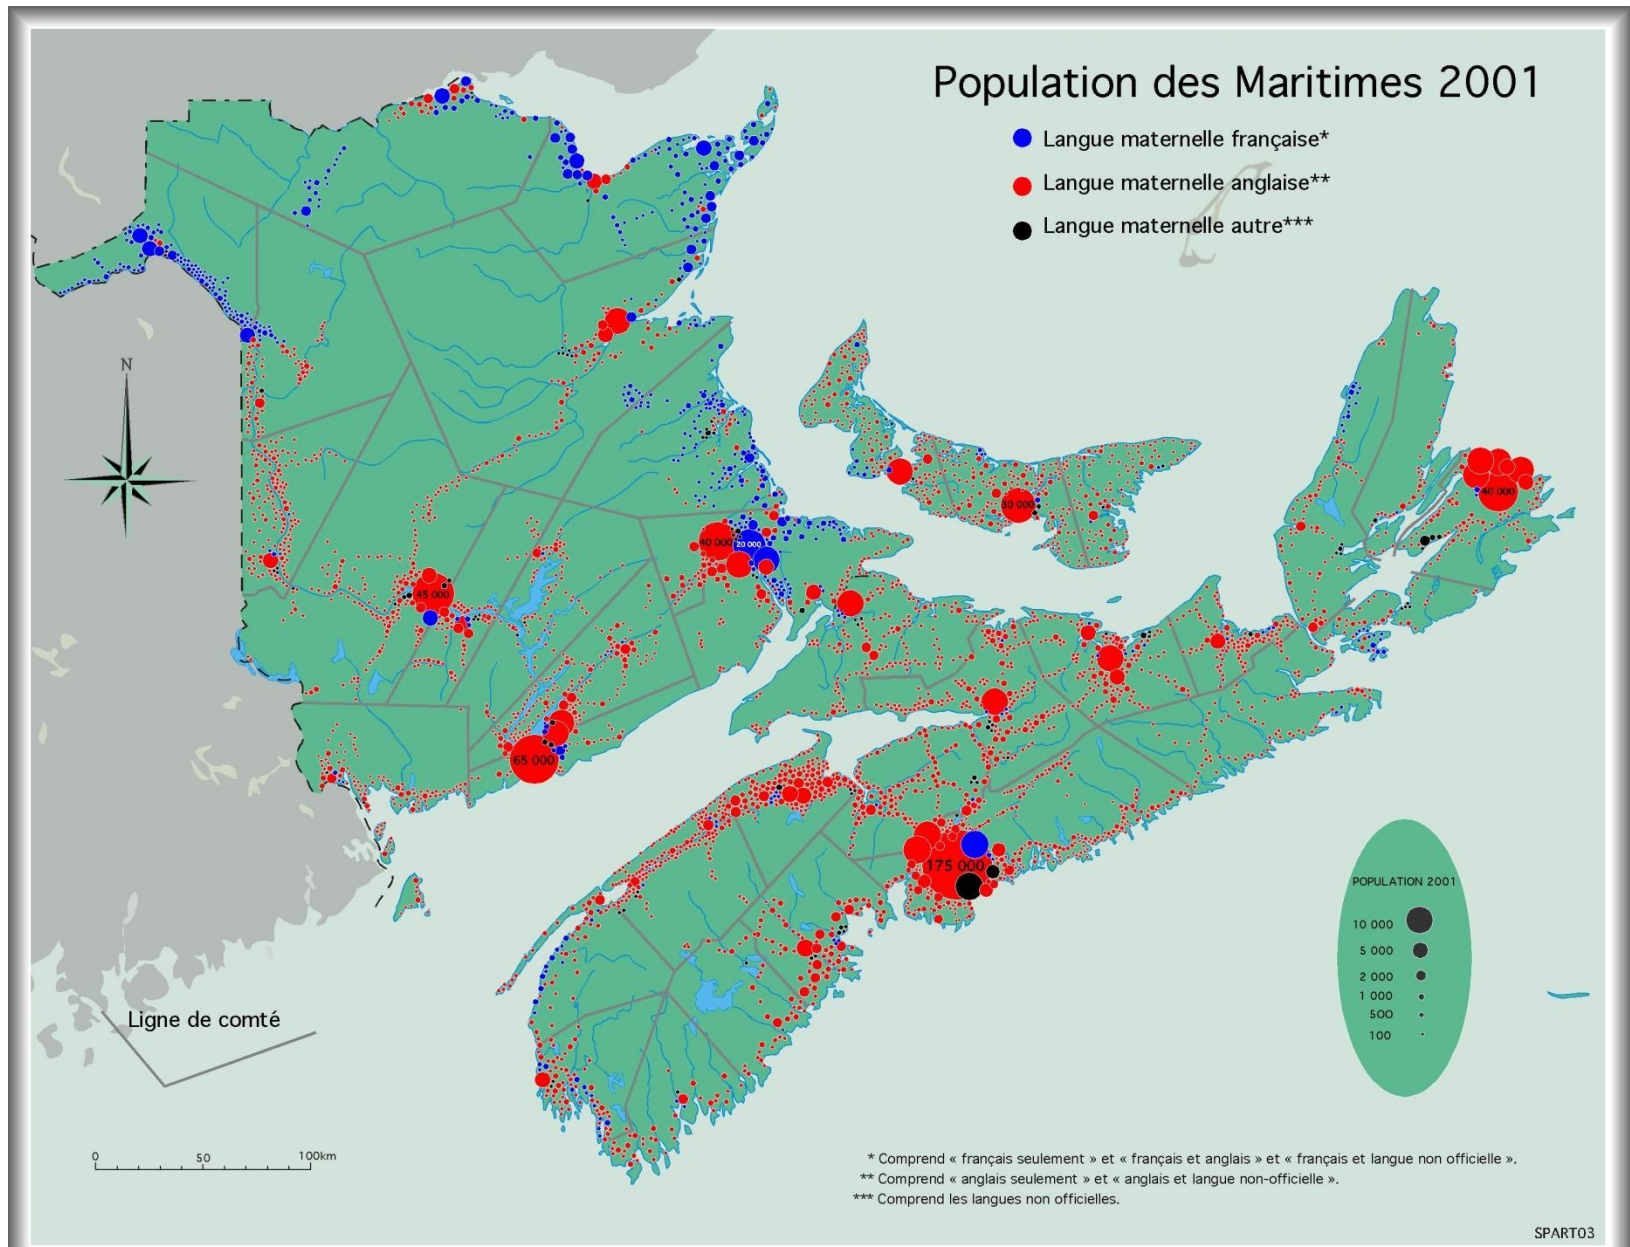 Population des Maritimes 2001
Langue maternelle française*
Langue maternelle anglaise**
Langue maternelle autre***
N
40 000
30 000
40 000
20 000
45 000
65 000
175 000
POPULATION 2001
10 000
5 000
2 000
1 000
500
100
Ligne de comté
0 50 100km
* Comprend « français seulement » et « français et anglais » et « français et langue non officielle ».
** Comprend « anglais seulement » et « anglais et langue non-officielle ».
*** Comprend les langues non officielles.
SPART03